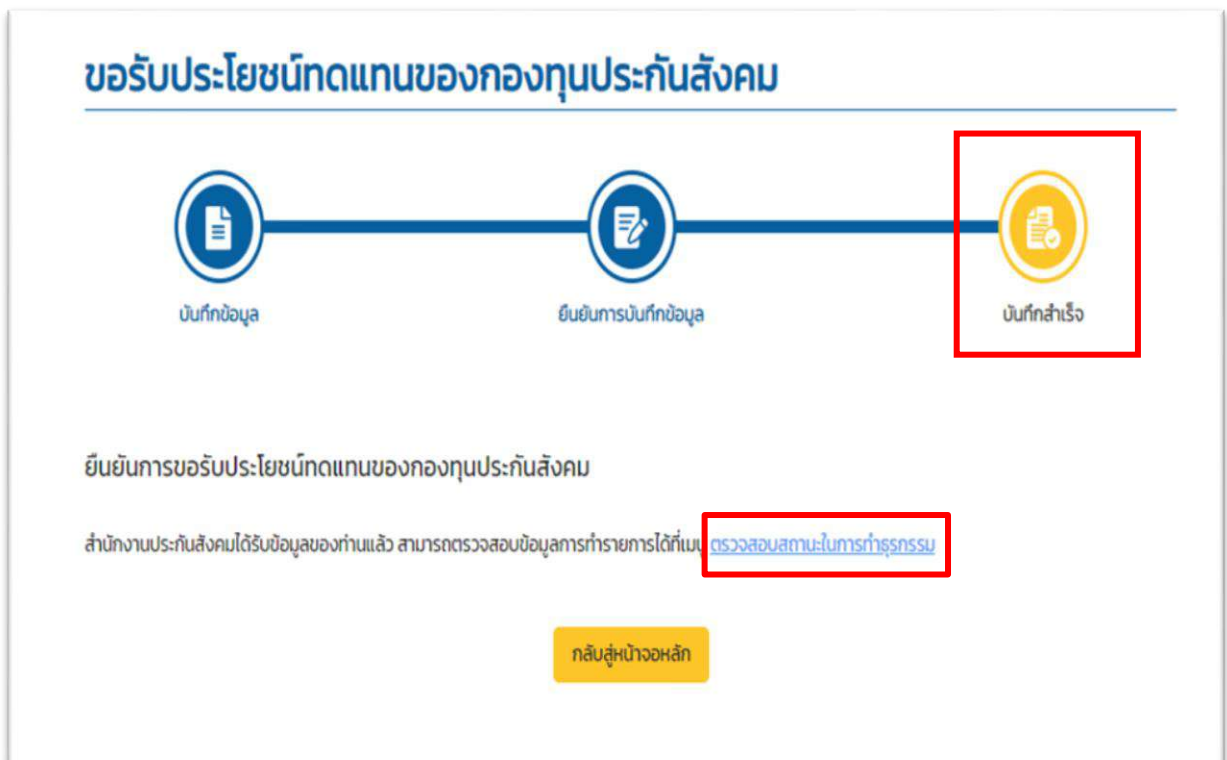 ขอรับประโยชน์ทดแทนของกองทุนประกันสังคม
บันทึกข้อมูล
ยืนยันการบันทึกข้อมูล
บันทึกสำเร็จ
ยืนยันการขอรับประโยชน์ทดแทนของกองทุนประกันสังคม
สำนักงานประกันสังคมได้รับข้อมูลของท่านแล้ว สามารถตรวจสอบข้อมูลการทำรายการได้ที่เมนู ตรวจสอบสถานะในการทำธุรกรรม
กลับสู่หน้าจอหลัก